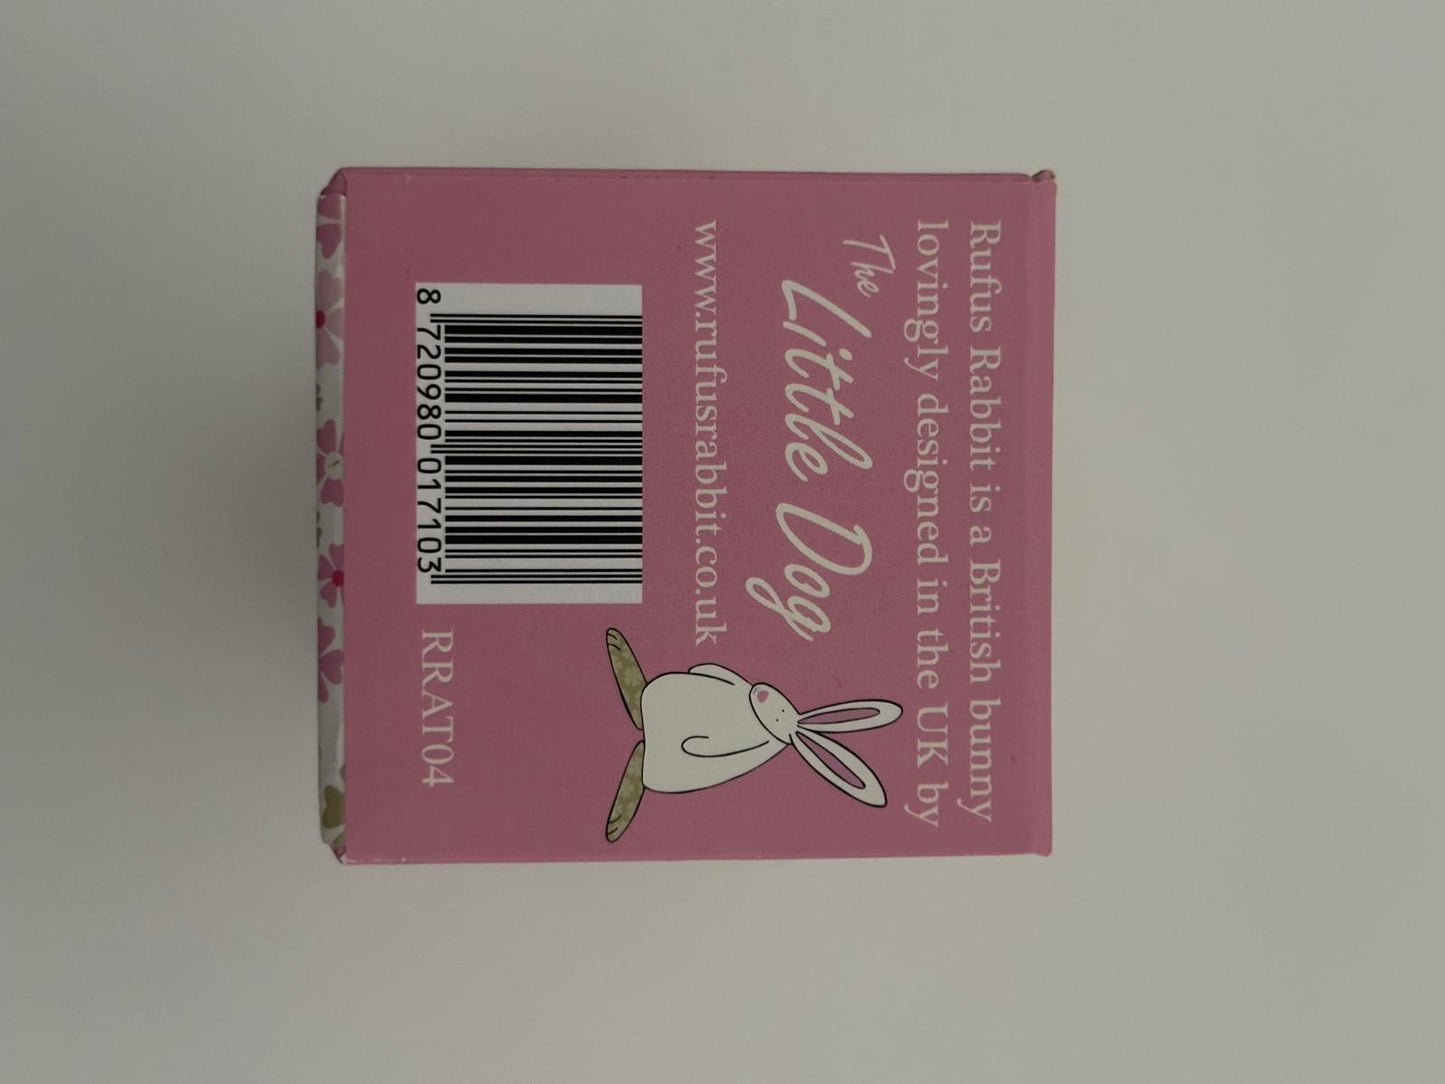 Rufus Rabbit is a British bunny
lovingly designed in the UK by
The
Little Dog
www.rufusrabbit.co.uk
8 720980 017103
RRAT04